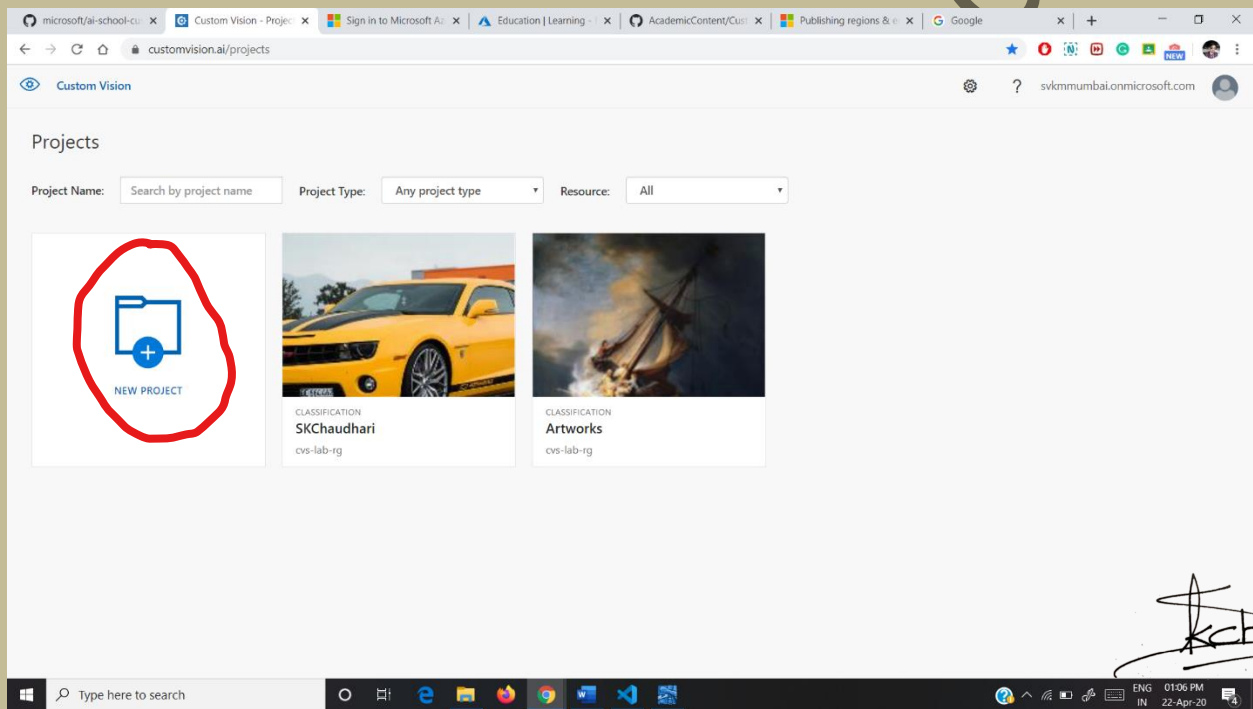 microsoft/ai-school-cu
Custom Vision - Projec
Sign in to Microsoft Az
Education | Learning -
AcademicContent/Cust
Publishing regions & e
Google
customvision.ai/projects
NEW
Custom Vision
? svkmmumbai.onmicrosoft.com
Projects
Project Name: Search by project name Project Type: Any project type Resource: All
NEW PROJECT
CLASSIFICATION
SKChaudhari
cvs-lab-rg
CLASSIFICATION
Artworks
cvs-lab-rg
Type here to search
ENG 01:06 PM
IN 22-Apr-20
4